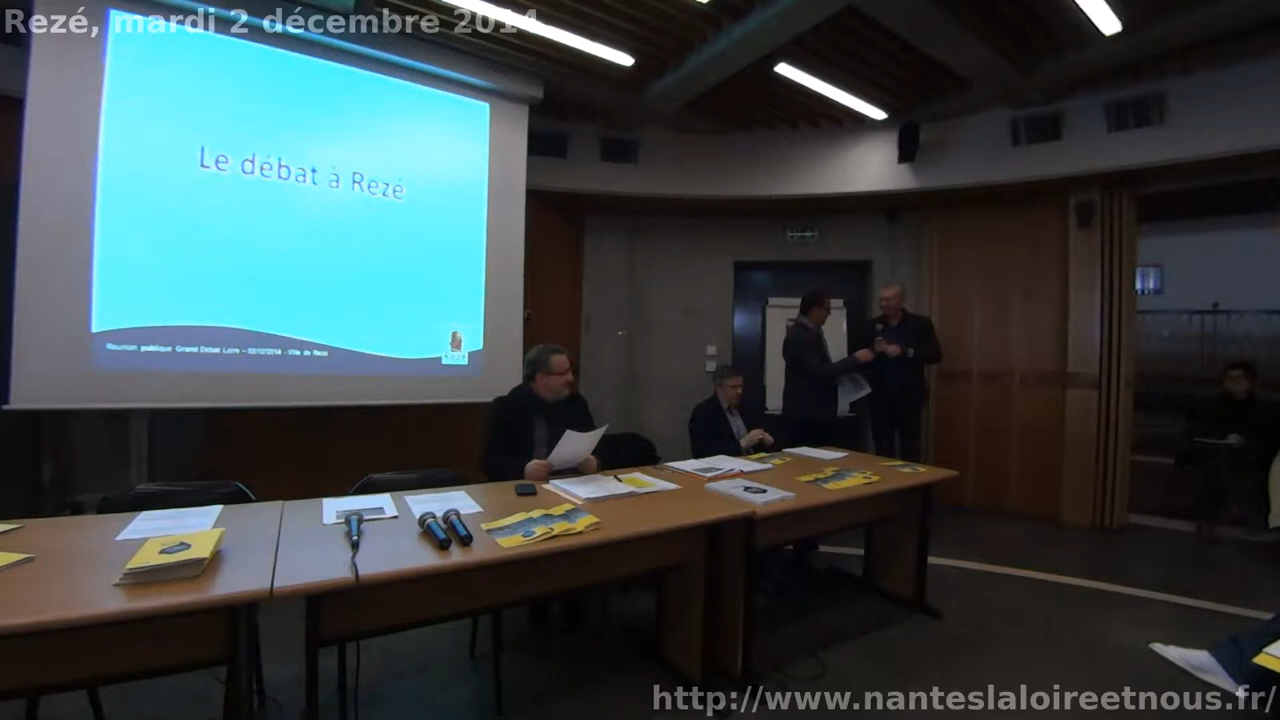 Rezé, mardi 2 décembre 2014
Le débat à Rezé
Réunion publique Grand Débat Loire - 02/12/2014 - Ville de Rezé
http://www.nanteslaloireetnous.fr/